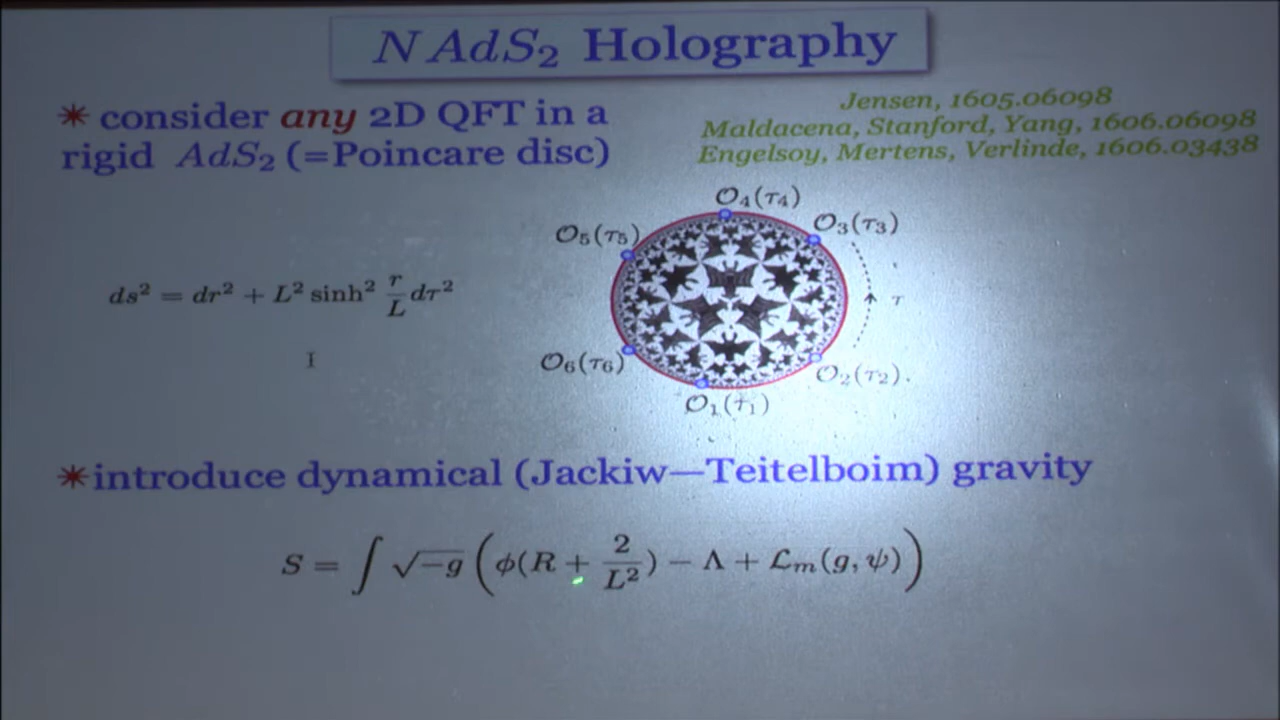 NAdS₂ Holography
✴ consider any 2D QFT in a
rigid AdS₂ (=Poincare disc)
Jensen, 1605.06098
Maldacena, Stanford, Yang, 1606.06098
Engelsoy, Mertens, Verlinde, 1606.03438
O₄(τ₄)
O₃(τ₃)
O₅(τ₅)
ds² = dr² + L² sinh² r/L dτ²
τ
O₆(τ₆)
O₂(τ₂).
O₁(τ₁)
✴introduce dynamical (Jackiw—Teitelboim) gravity
S = ∫ √−g (ϕ(R + 2/L²) − Λ + ℒₘ(g, ψ))